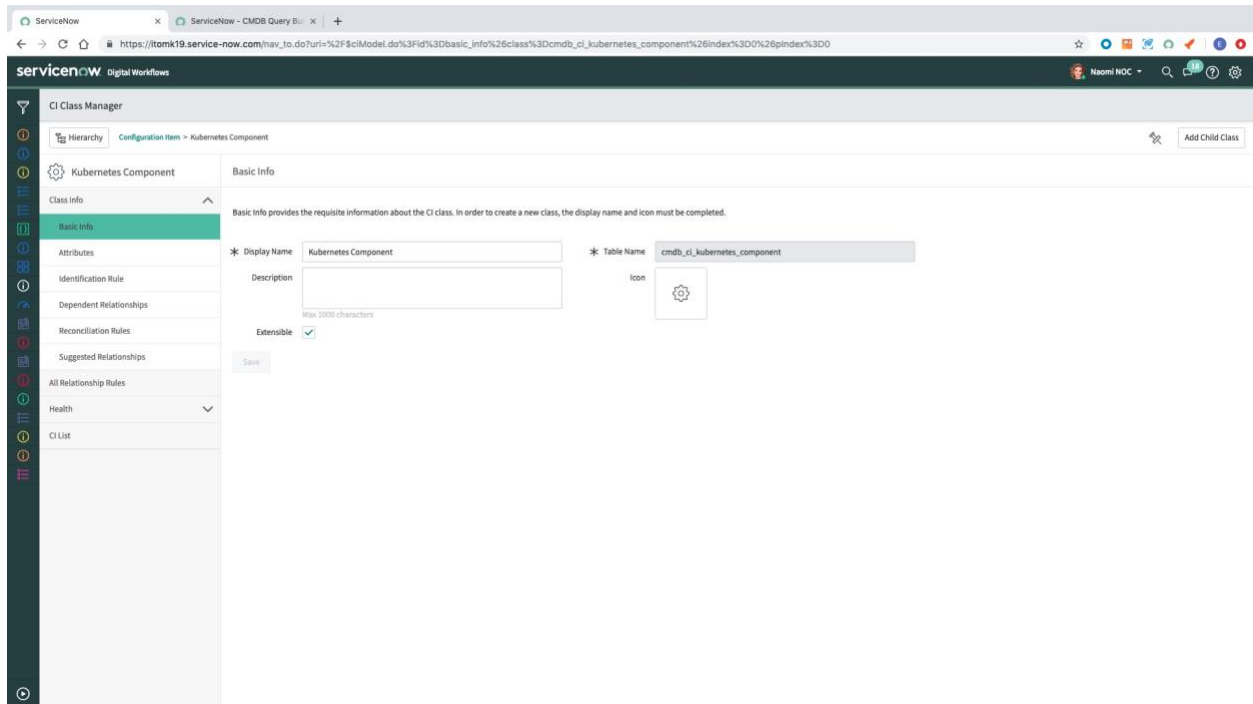 ServiceNow
ServiceNow - CMDB Query Bu
https://itomk19.service-now.com/nav_to.do?uri=%2F$ciModel.do%3Fid%3Dbasic_info%26class%3Dcmdb_ci_kubernetes_component%26index%3D0%26pIndex%3D0
E
servicenow Digital Workflows
Naomi NOC
18
CI Class Manager
Hierarchy
Configuration Item > Kubernetes Component
Add Child Class
Kubernetes Component
Basic Info
Class Info
Basic Info provides the requisite information about the CI class. In order to create a new class, the display name and icon must be completed.
Basic Info
Attributes
Display Name
Kubernetes Component
Table Name
cmdb_ci_kubernetes_component
Identification Rule
Description
Icon
Dependent Relationships
Max 1000 characters
Reconciliation Rules
Extensible
Suggested Relationships
Save
All Relationship Rules
Health
CI List